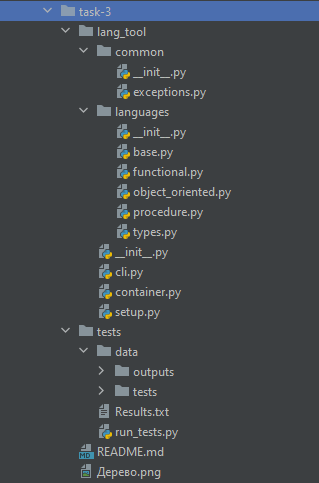 task-3
lang_tool
common
__init__.py
exceptions.py
languages
__init__.py
base.py
functional.py
object_oriented.py
procedure.py
types.py
__init__.py
cli.py
container.py
setup.py
tests
data
outputs
tests
Results.txt
run_tests.py
MD README.md
Дерево.png